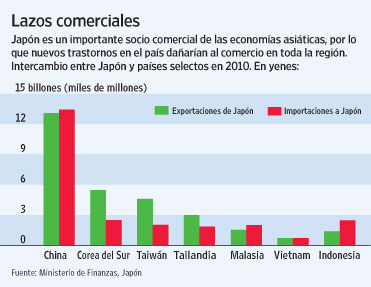 Lazos comerciales
Japón es un importante socio comercial de las economías asiáticas, por lo
que nuevos trastornos en el país dañarían al comercio en toda la región.
Intercambio entre Japón y países selectos en 2010. En yenes:
15 billones (miles de millones)
Exportaciones de Japón
Importaciones a Japón
12
9
6
3
0
China
Corea del Sur
Taiwán
Tailandia
Malasia
Vietnam
Indonesia
Fuente: Ministerio de Finanzas, Japón